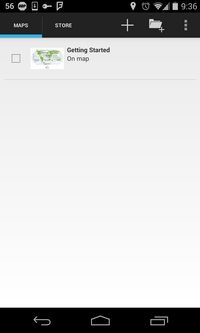 56 9:36
MAPS STORE
Getting Started
On map